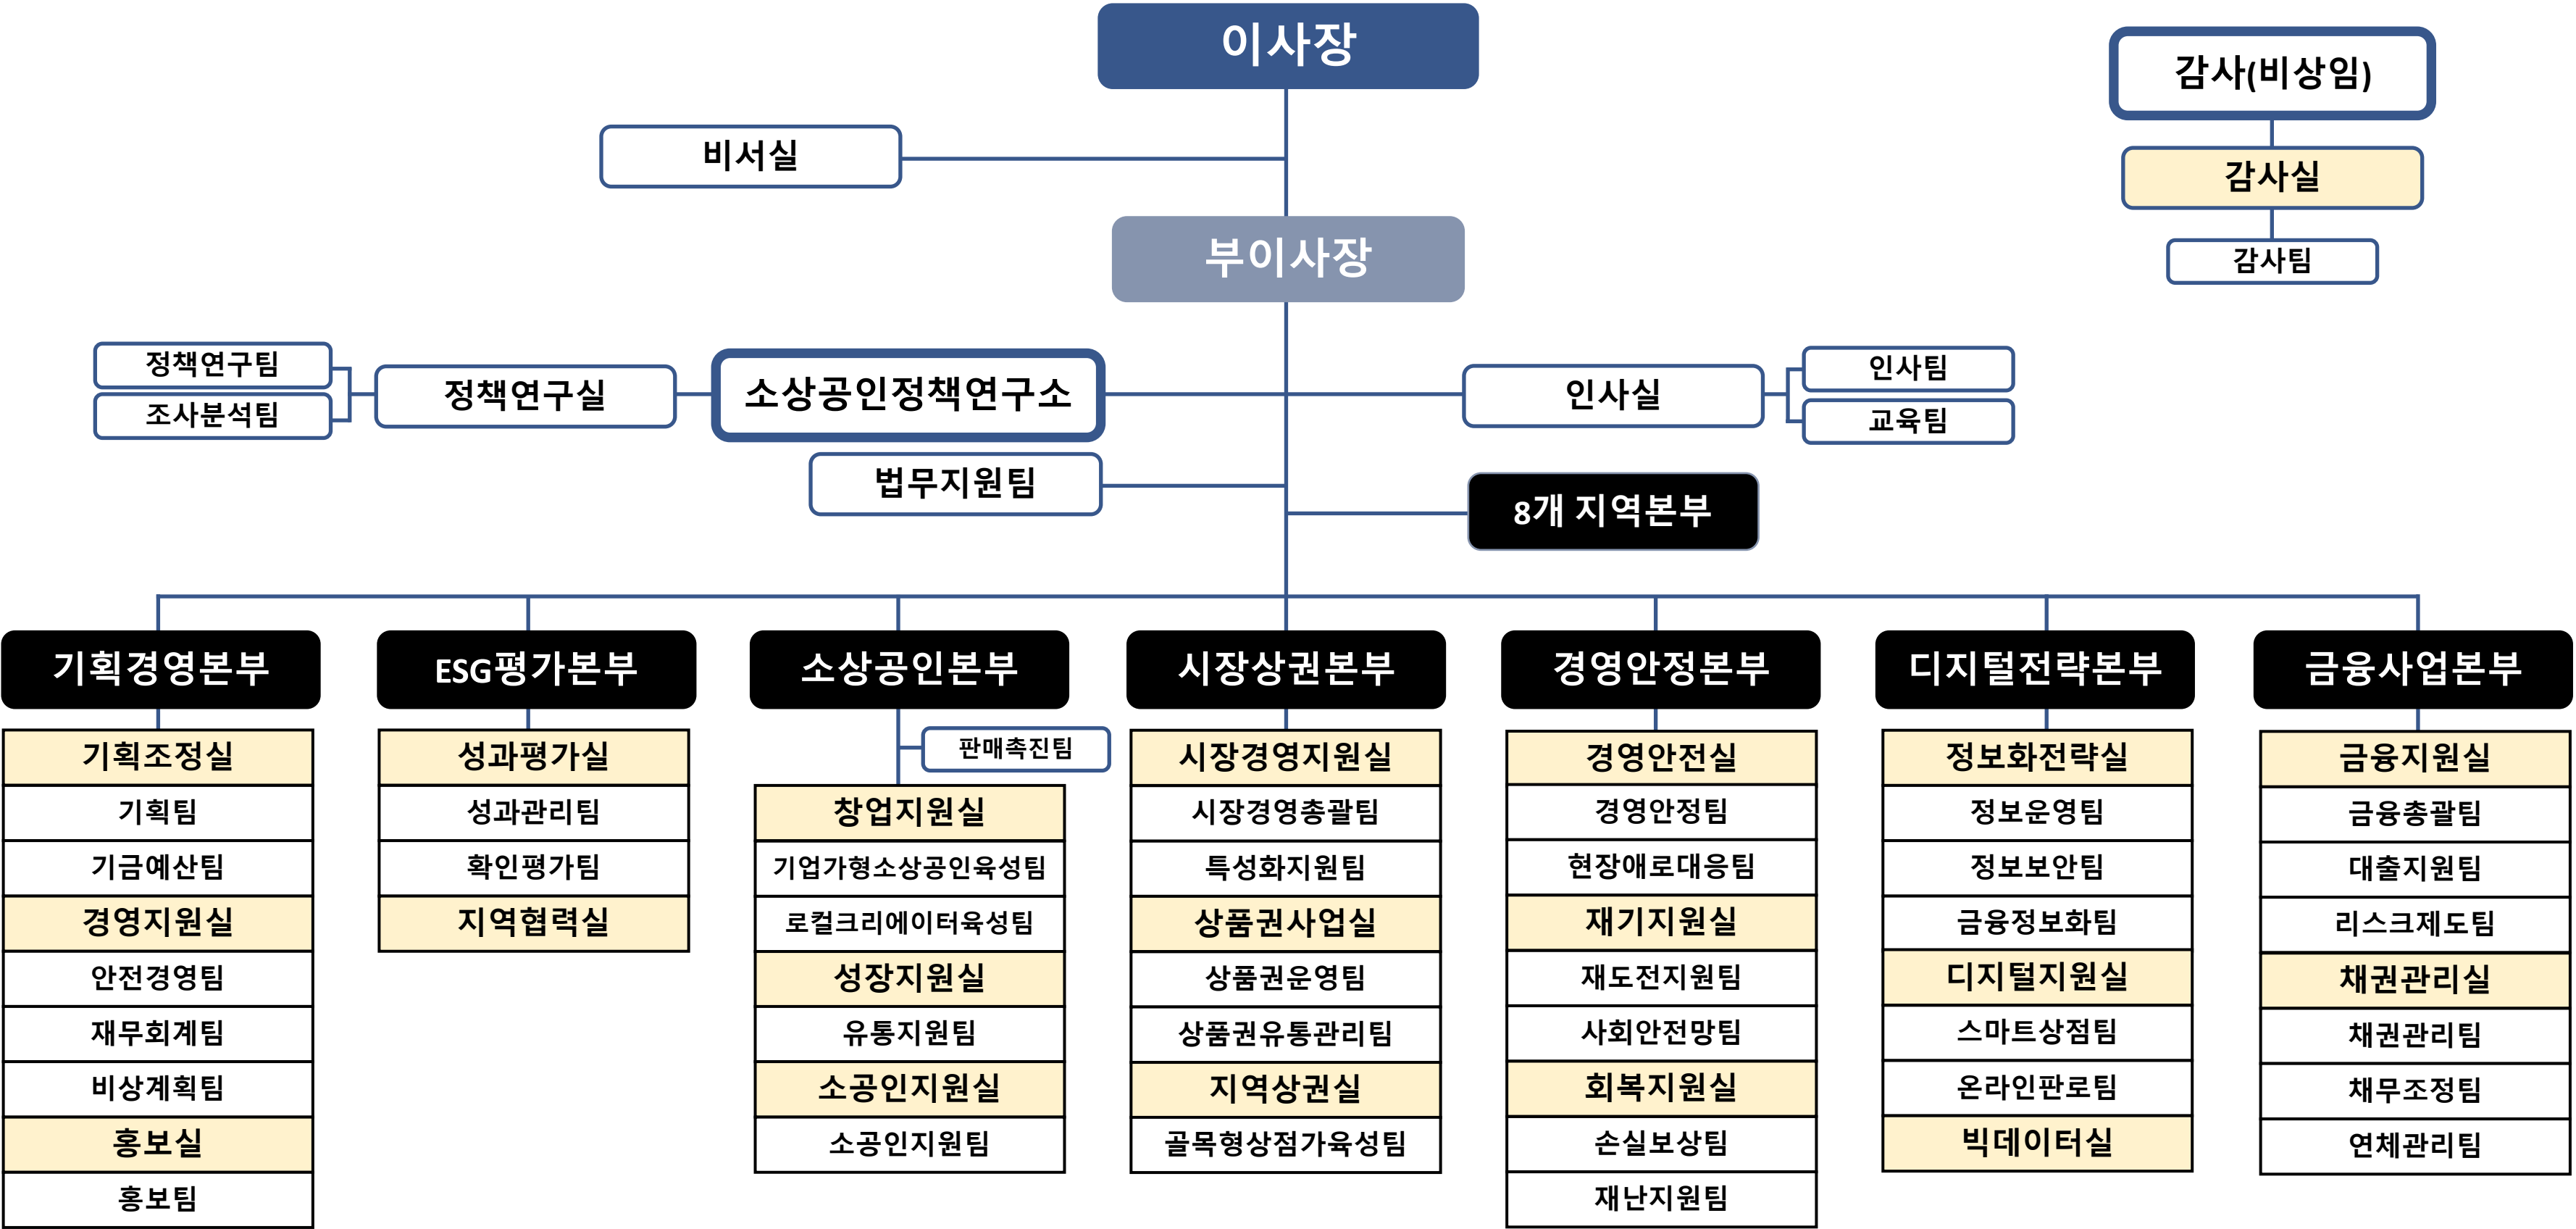 이사장
감사(비상임)
비서실
감사실
부이사장
감사팀
정책연구팀
조사분석팀
정책연구실
소상공인정책연구소
인사실
인사팀
교육팀
법무지원팀
8개 지역본부
기획경영본부
기획조정실
기획팀
기금예산팀
경영지원실
안전경영팀
재무회계팀
비상계획팀
홍보실
홍보팀
ESG평가본부
성과평가실
성과관리팀
확인평가팀
지역협력실
소상공인본부
판매촉진팀
창업지원실
기업가형소상공인육성팀
로컬크리에이터육성팀
성장지원실
유통지원팀
소공인지원실
소공인지원팀
시장상권본부
시장경영지원실
시장경영총괄팀
특성화지원팀
상품권사업실
상품권운영팀
상품권유통관리팀
지역상권실
골목형상점가육성팀
경영안정본부
경영안전실
경영안정팀
현장애로대응팀
재기지원실
재도전지원팀
사회안전망팀
회복지원실
손실보상팀
재난지원팀
디지털전략본부
정보화전략실
정보운영팀
정보보안팀
금융정보화팀
디지털지원실
스마트상점팀
온라인판로팀
빅데이터실
금융사업본부
금융지원실
금융총괄팀
대출지원팀
리스크제도팀
채권관리실
채권관리팀
채무조정팀
연체관리팀